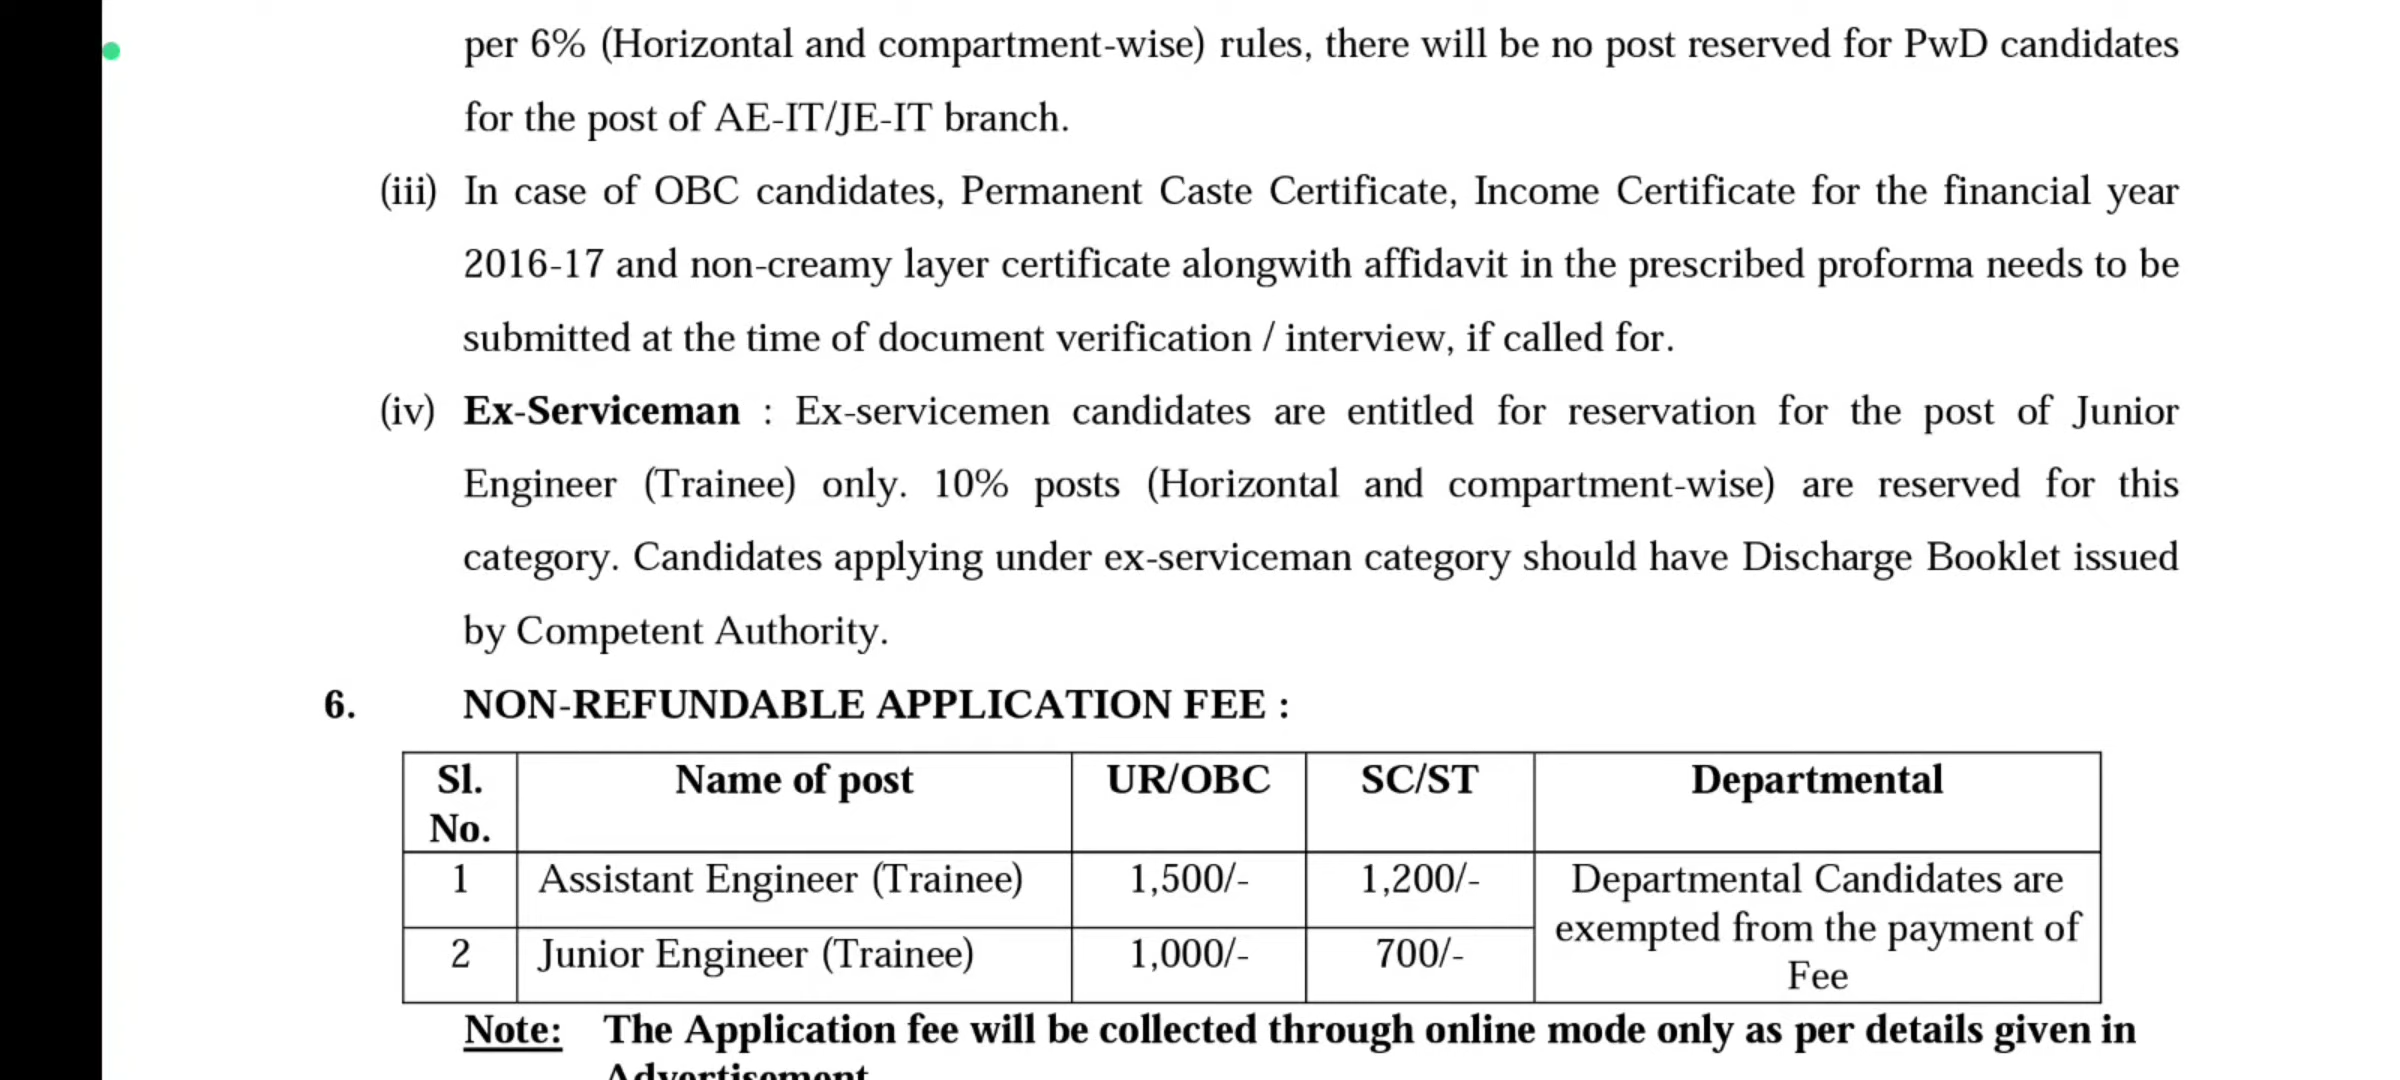 per 6% (Horizontal and compartment-wise) rules, there will be no post reserved for PwD candidates
for the post of AE-IT/JE-IT branch.
(iii) In case of OBC candidates, Permanent Caste Certificate, Income Certificate for the financial year
2016-17 and non-creamy layer certificate alongwith affidavit in the prescribed proforma needs to be
submitted at the time of document verification / interview, if called for.
(iv) Ex-Serviceman : Ex-servicemen candidates are entitled for reservation for the post of Junior
Engineer (Trainee) only. 10% posts (Horizontal and compartment-wise) are reserved for this
category. Candidates applying under ex-serviceman category should have Discharge Booklet issued
by Competent Authority.
6. NON-REFUNDABLE APPLICATION FEE :
Sl. No. Name of post UR/OBC SC/ST Departmental
1 Assistant Engineer (Trainee) 1,500/- 1,200/- Departmental Candidates are
exempted from the payment of
2 Junior Engineer (Trainee) 1,000/- 700/- Fee
Note: The Application fee will be collected through online mode only as per details given in
Advertisement